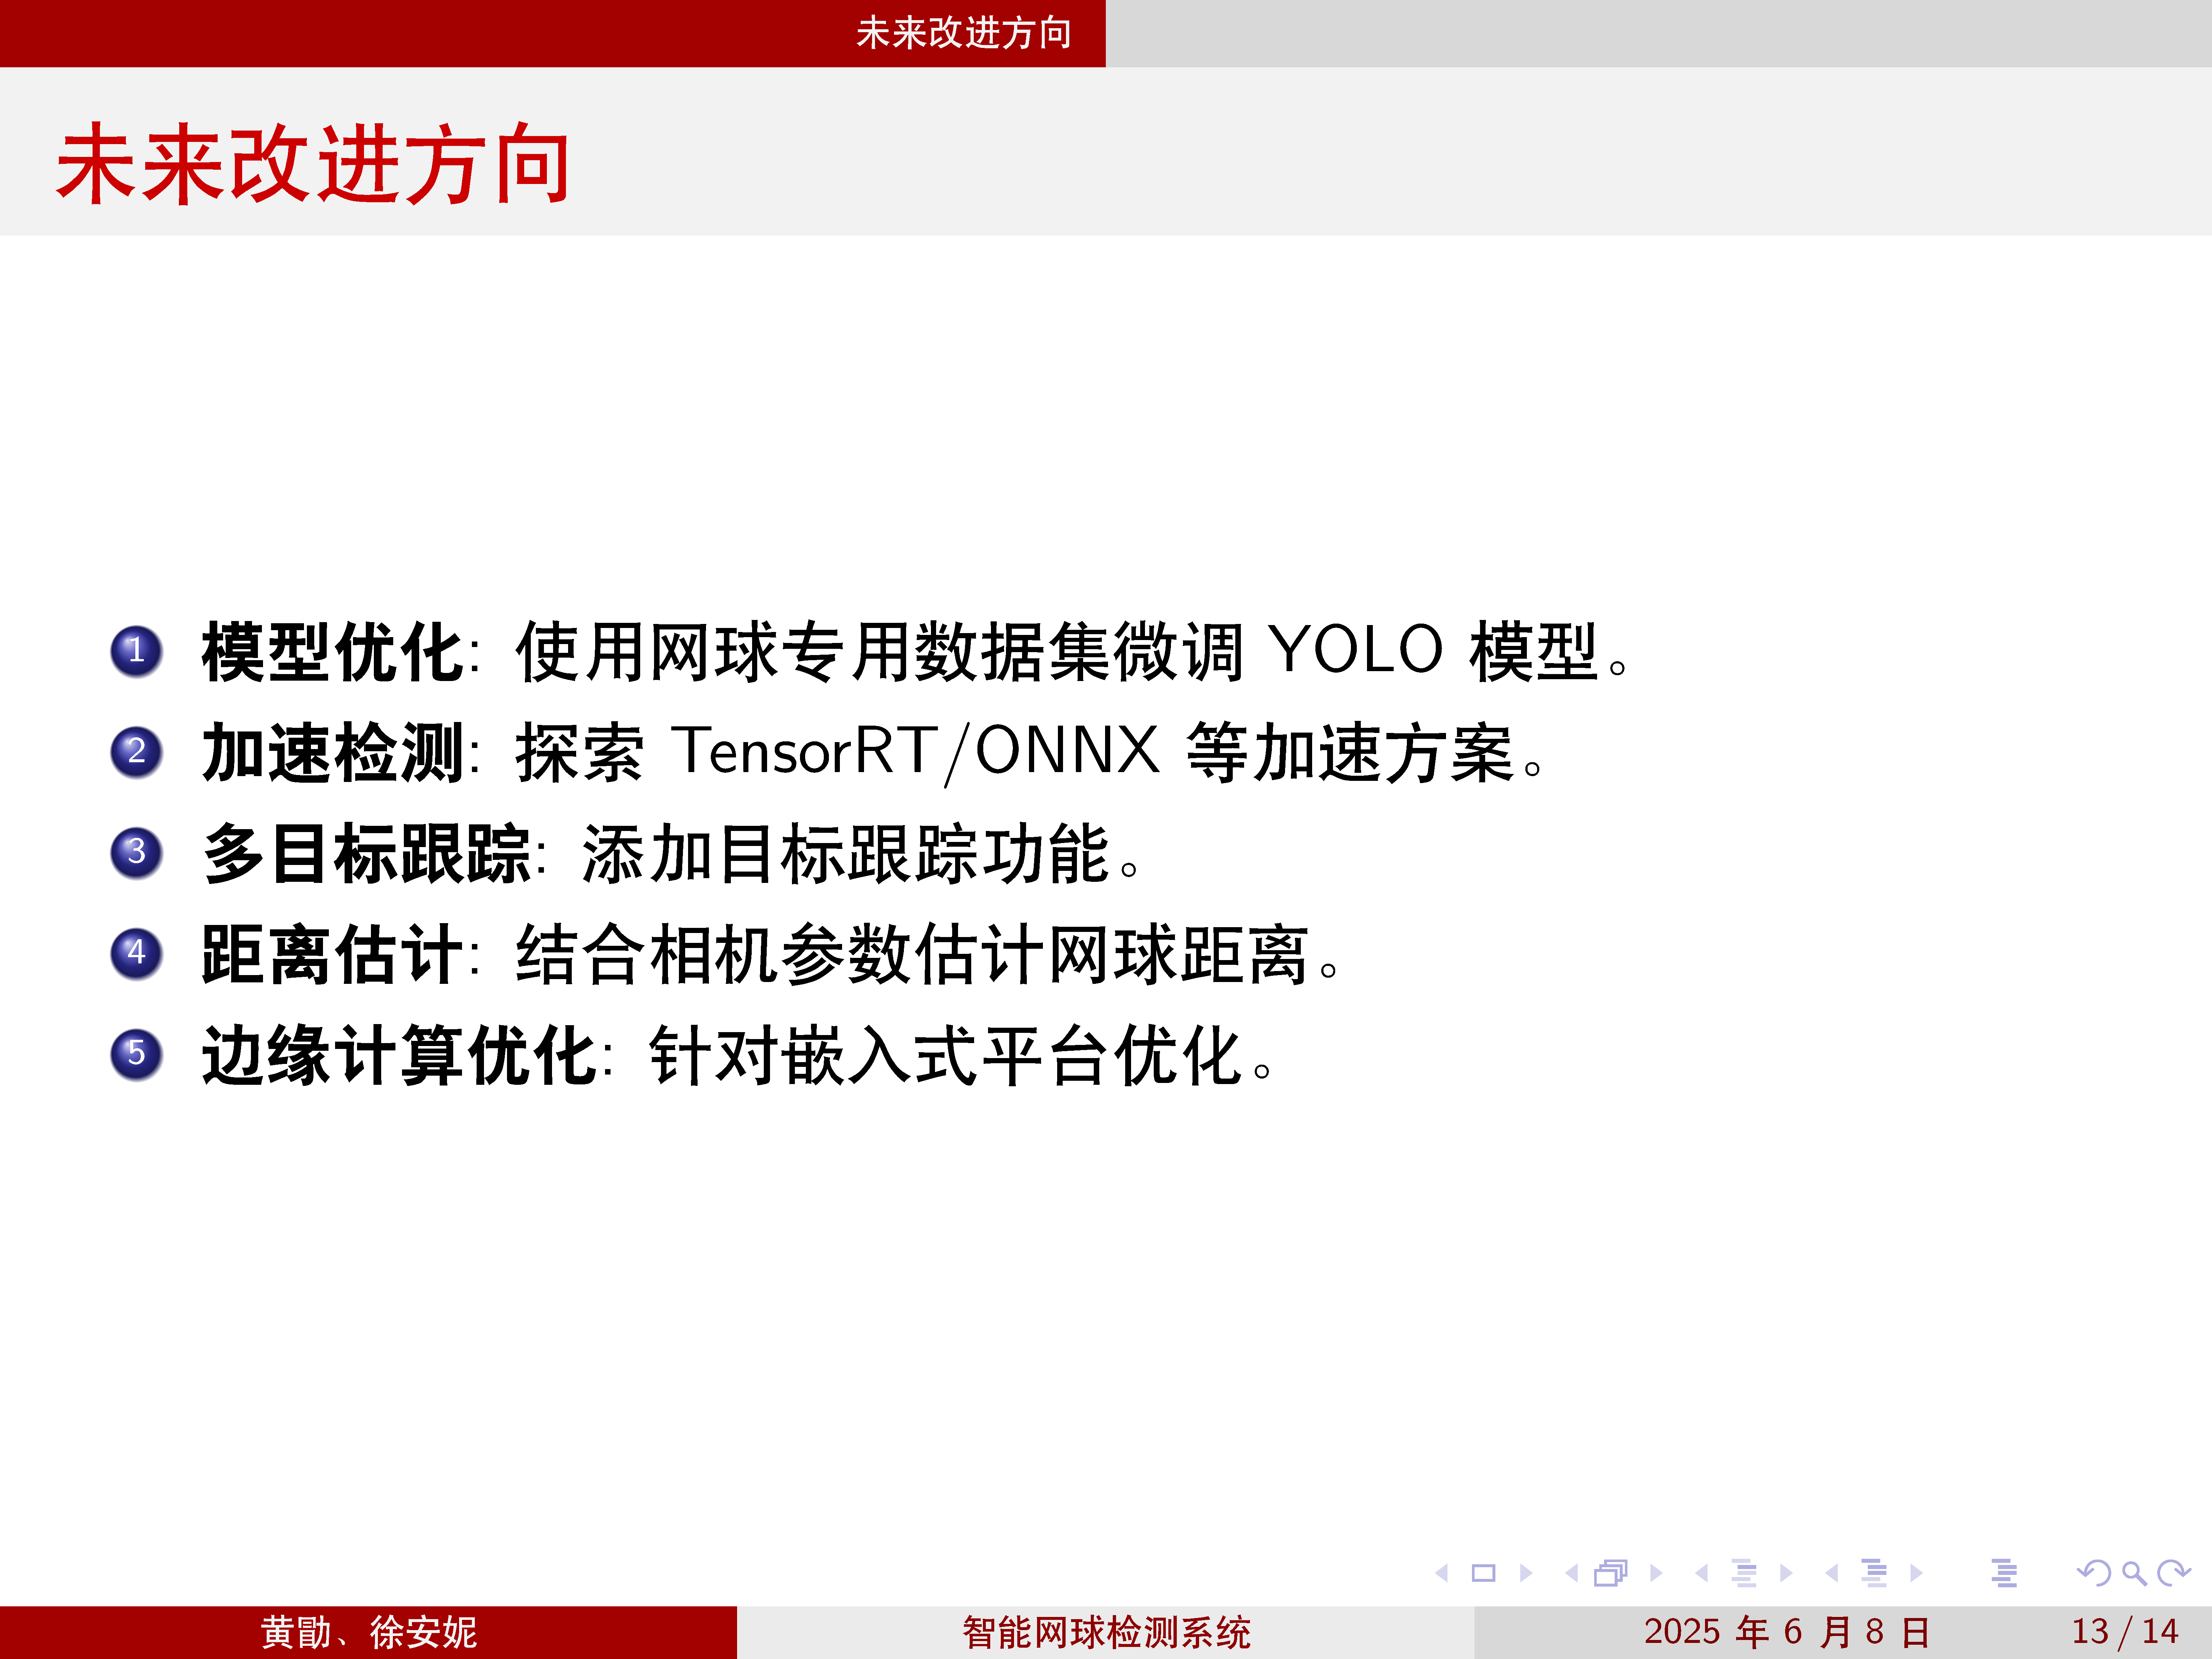 未来改进方向
未来改进方向
1 模型优化: 使用网球专用数据集微调 YOLO 模型。
2 加速检测: 探索 TensorRT/ONNX 等加速方案。
3 多目标跟踪: 添加目标跟踪功能。
4 距离估计: 结合相机参数估计网球距离。
5 边缘计算优化: 针对嵌入式平台优化。
黄勖、徐安妮 智能网球检测系统 2025 年 6 月 8 日 13 / 14